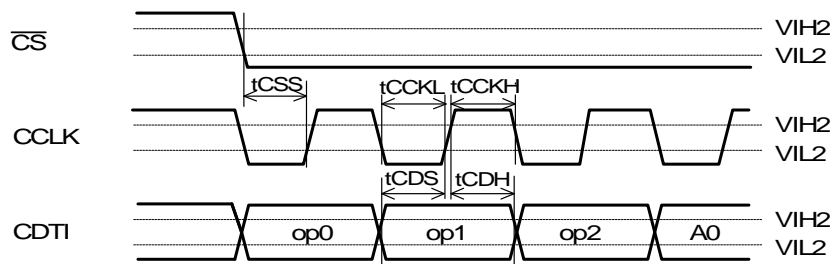 CS
VIH2
VIL2
tCSS
tCCKL
tCCKH
CCLK
VIH2
VIL2
tCDS
tCDH
CDTI
op0
op1
op2
A0
VIH2
VIL2